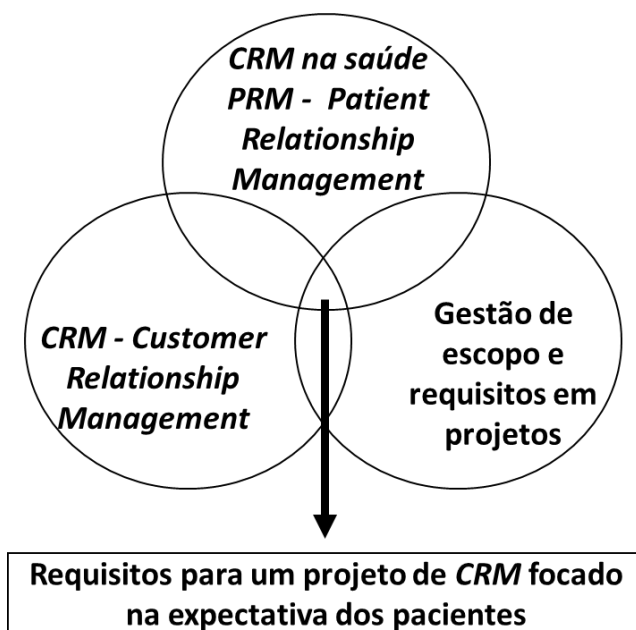 CRM na saúde
PRM - Patient
Relationship
Management
CRM - Customer
Relationship
Management
Gestão de
escopo e
requisitos em
projetos
Requisitos para um projeto de CRM focado
na expectativa dos pacientes